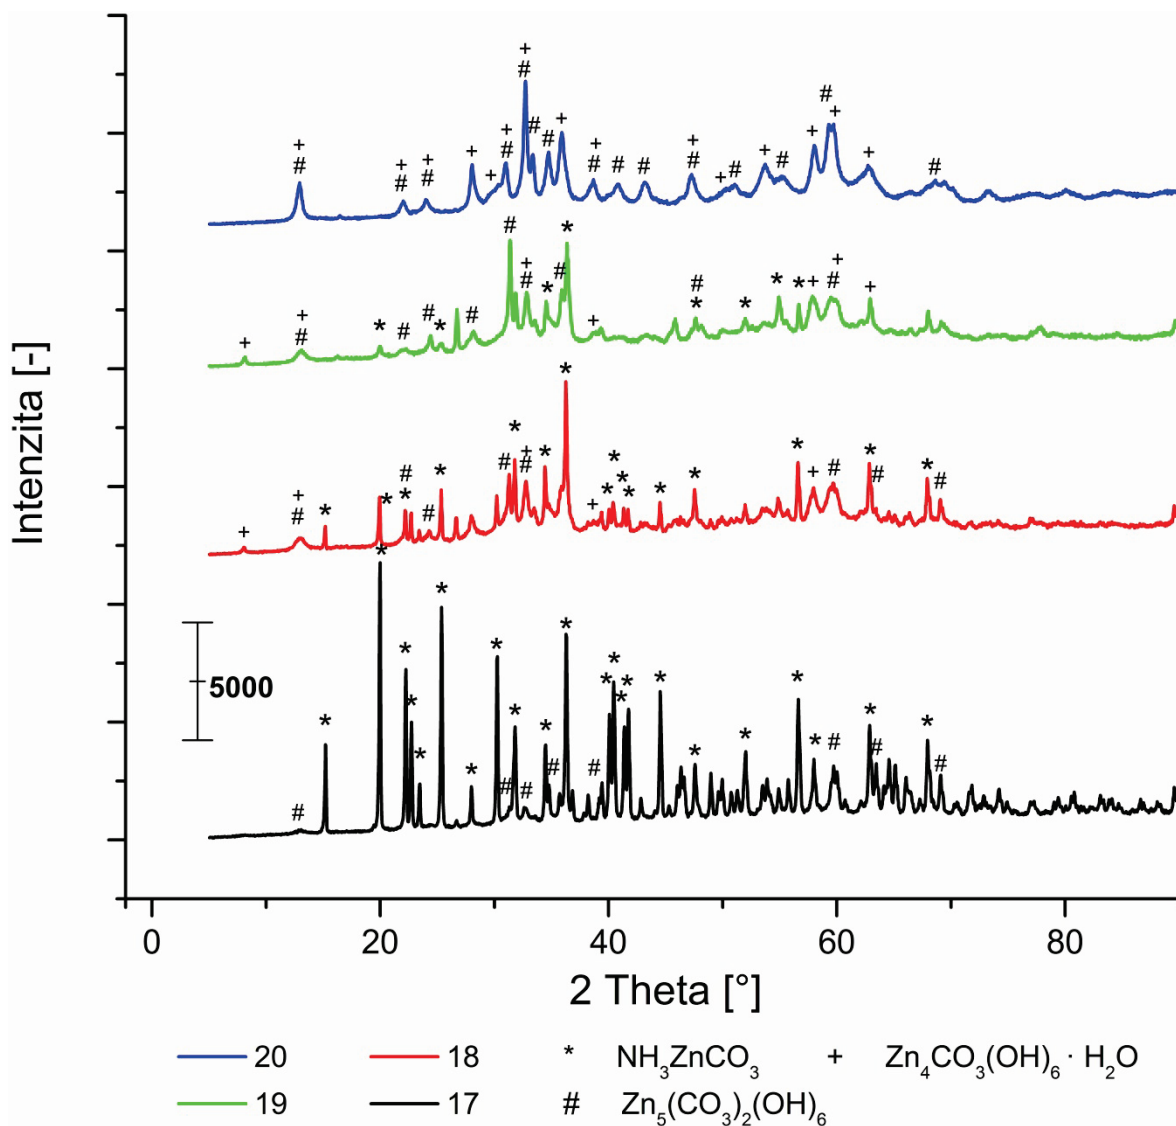 Intenzita [-]
5000
0 20 40 60 80
2 Theta [°]
20 18 * NH₃ZnCO₃ + Zn₄CO₃(OH)₆ · H₂O
19 17 # Zn₅(CO₃)₂(OH)₆